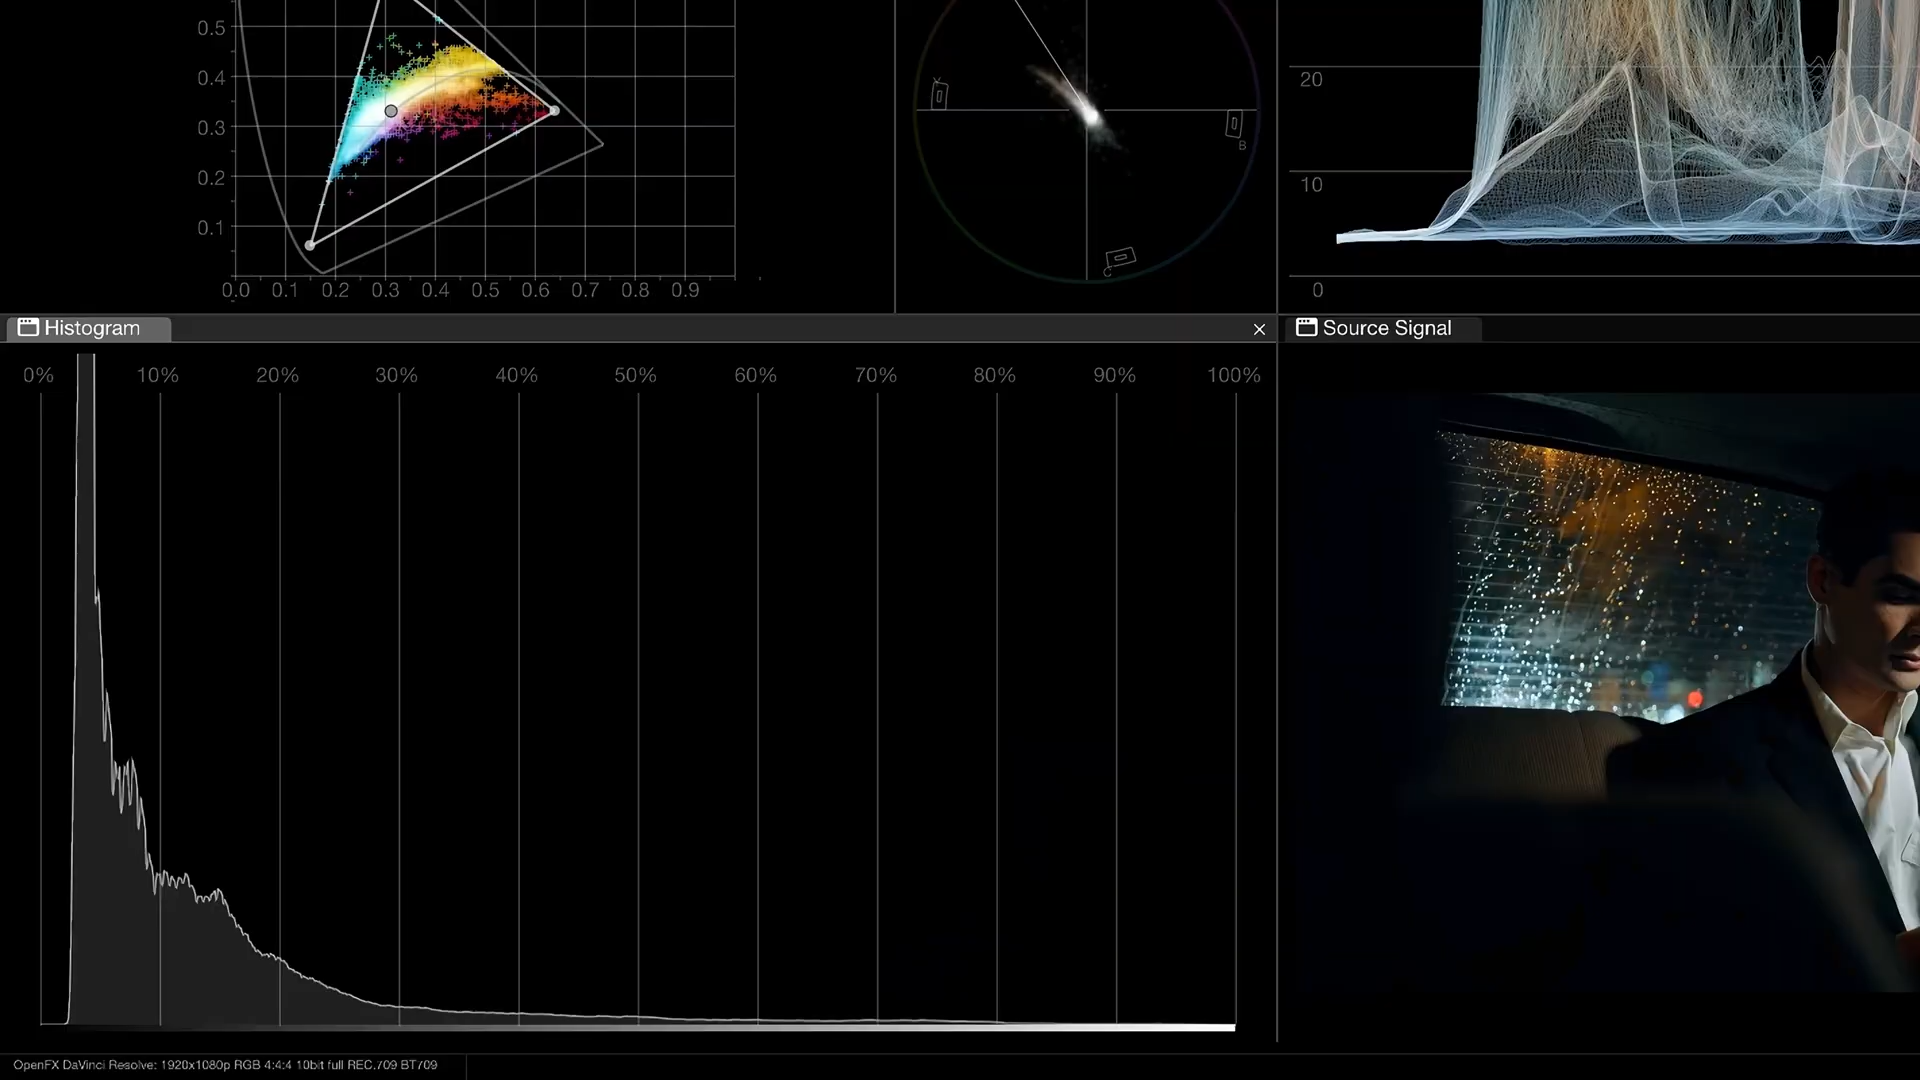 0.5
0.4
0.3
0.2
0.1
0.0 0.1 0.2 0.3 0.4 0.5 0.6 0.7 0.8 0.9
B
C
20
10
0
Histogram
Source Signal
0% 10% 20% 30% 40% 50% 60% 70% 80% 90% 100%
OpenFX DaVinci Resolve: 1920x1080p RGB 4:4:4 10bit full REC.709 BT709